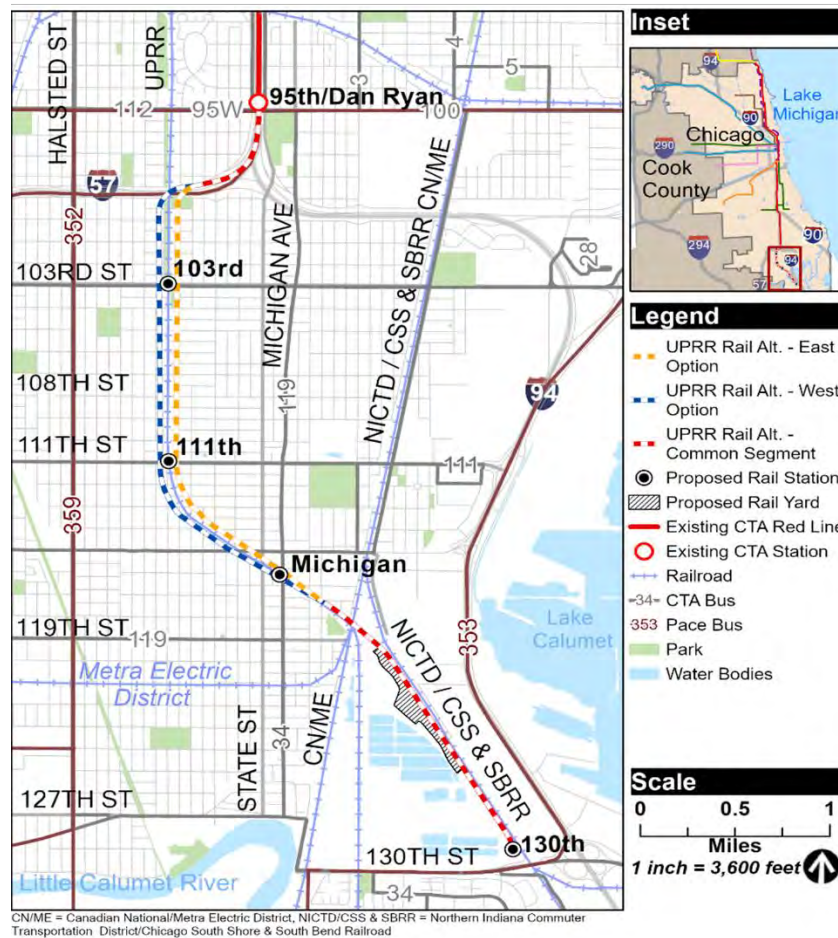 HALSTED ST
UPRR
3
4
5
95th/Dan Ryan
112
95W
100
57
352
MICHIGAN AVE
NICTD / CSS & SBRR CN/ME
28
103RD ST
103rd
108TH ST
119
94
111TH ST
111th
111
359
Michigan
Lake
Calumet
353
119TH ST
119
NICTD / CSS & SBRR
Metra Electric
District
STATE ST
34
CN/ME
127TH ST
130th
130TH ST
Little Calumet River
34
CN/ME = Canadian National/Metra Electric District, NICTD/CSS & SBRR = Northern Indiana Commuter
Transportation District/Chicago South Shore & South Bend Railroad
Inset
94
Lake
Michigan
90
Chicago
290
Cook
County
90
294
94
57
Legend
UPRR Rail Alt. - East
Option
UPRR Rail Alt. - West
Option
UPRR Rail Alt. -
Common Segment
Proposed Rail Station
Proposed Rail Yard
Existing CTA Red Line
Existing CTA Station
Railroad
34 CTA Bus
353 Pace Bus
Park
Water Bodies
Scale
0 0.5 1
Miles
1 inch = 3,600 feet